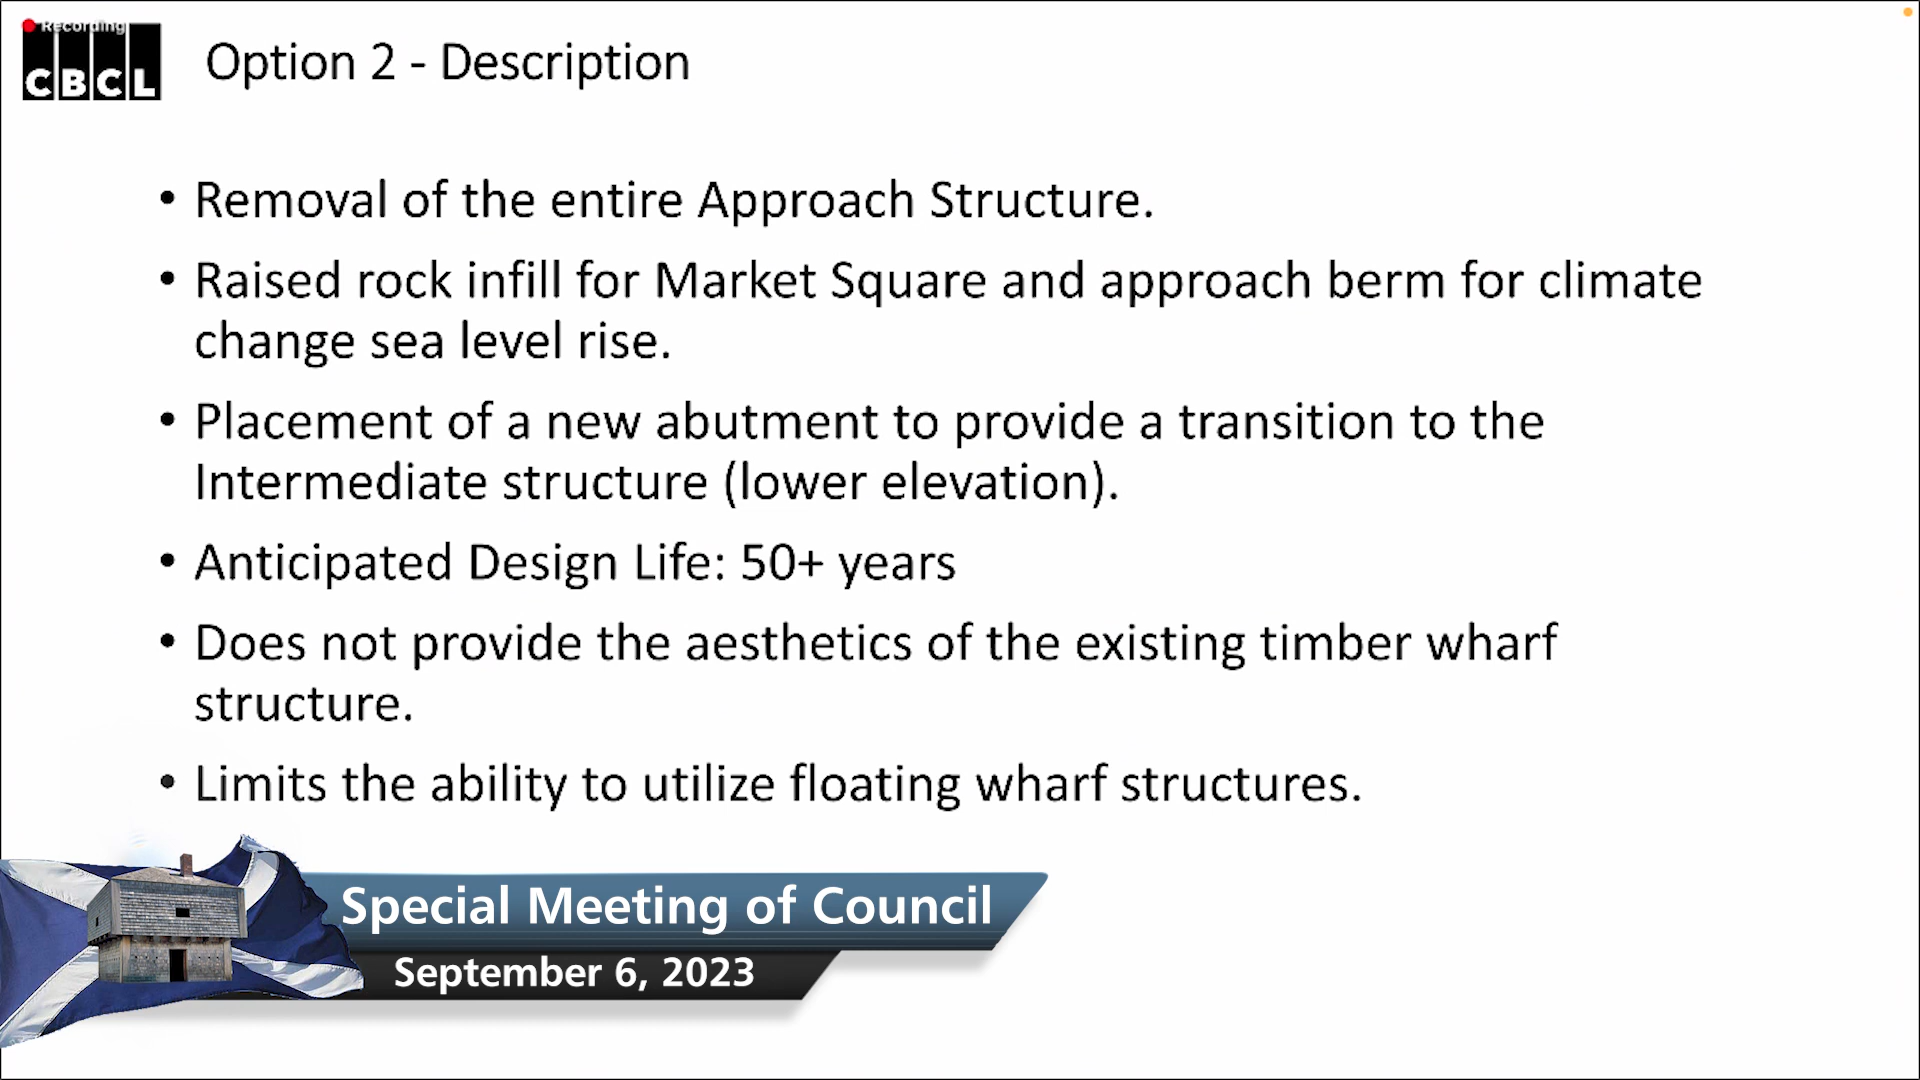 Recording
CBCL
Option 2 - Description
• Removal of the entire Approach Structure.
• Raised rock infill for Market Square and approach berm for climate
change sea level rise.
• Placement of a new abutment to provide a transition to the
Intermediate structure (lower elevation).
• Anticipated Design Life: 50+ years
• Does not provide the aesthetics of the existing timber wharf
structure.
• Limits the ability to utilize floating wharf structures.
Special Meeting of Council
September 6, 2023